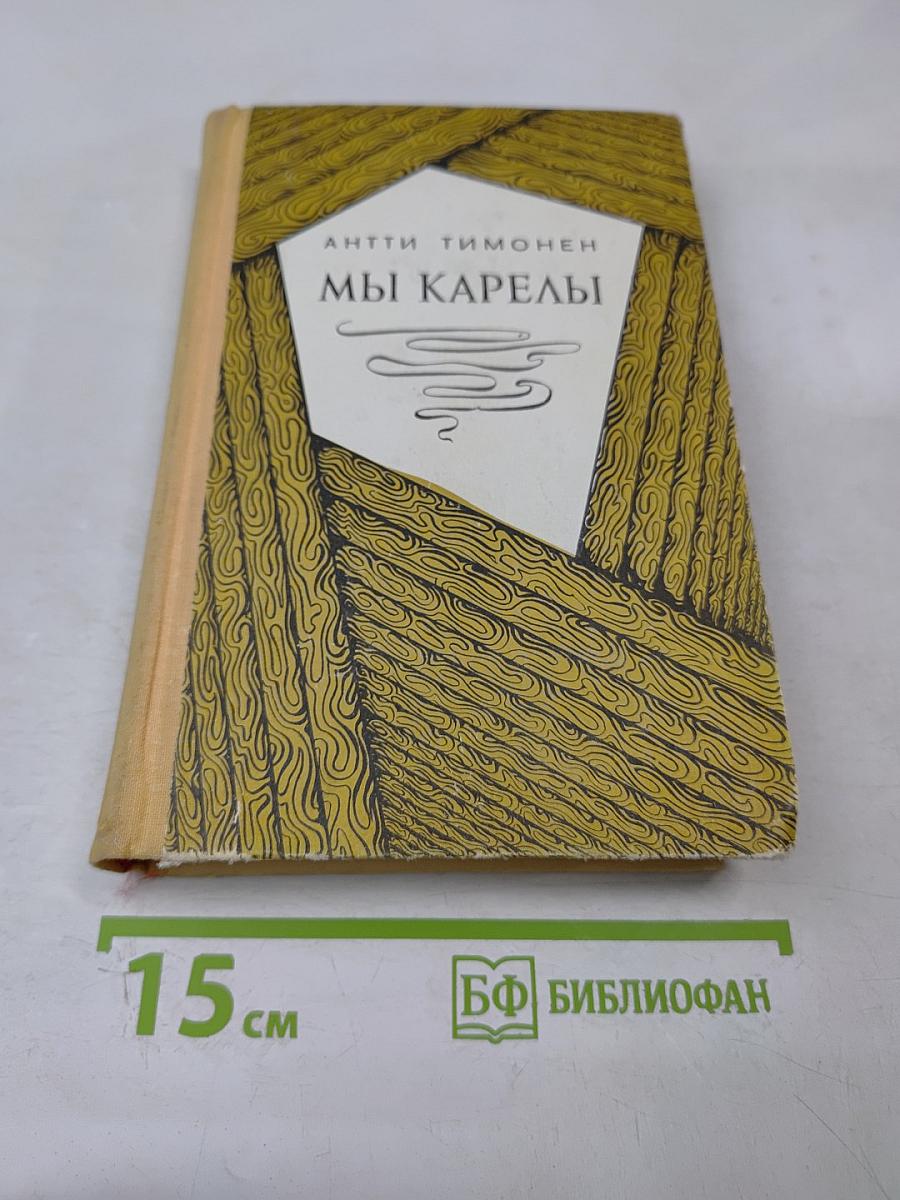 АНТТИ ТИМОНЕН
МЫ КАРЕЛЫ
15 см
БФ БИБЛИОФАН